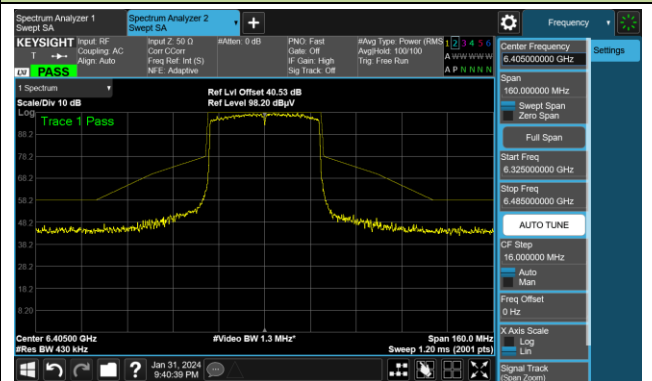 Spectrum Analyzer 1
Swept SA
Spectrum Analyzer 2
Swept SA
Frequency
KEYSIGHT
Input: RF
Coupling: AC
Align: Auto
Input Z: 50 Ω
Corr CCorr
Freq Ref: Int (S)
NFE: Adaptive
#Atten: 0 dB
PNO: Fast
Gate: Off
IF Gain: High
Sig Track: Off
#Avg Type: Power (RMS
Avg|Hold: 100/100
Trig: Free Run
1 2 3 4 5 6
A W W W W W
A P N N N N
LXI
PASS
1 Spectrum
Scale/Div 10 dB
Ref Lvl Offset 40.53 dB
Ref Level 98.20 dBµV
Log
Trace 1 Pass
88.2
78.2
68.2
58.2
48.2
38.2
28.2
18.2
8.20
Center 6.40500 GHz
#Res BW 430 kHz
#Video BW 1.3 MHz*
Span 160.0 MHz
Sweep 1.20 ms (2001 pts)
Jan 31, 2024
9:40:39 PM
Center Frequency
6.405000000 GHz
Settings
Span
160.000000 MHz
Swept Span
Zero Span
Full Span
Start Freq
6.325000000 GHz
Stop Freq
6.485000000 GHz
AUTO TUNE
CF Step
16.000000 MHz
Auto
Man
Freq Offset
0 Hz
X Axis Scale
Log
Lin
Signal Track
(Span Zoom)